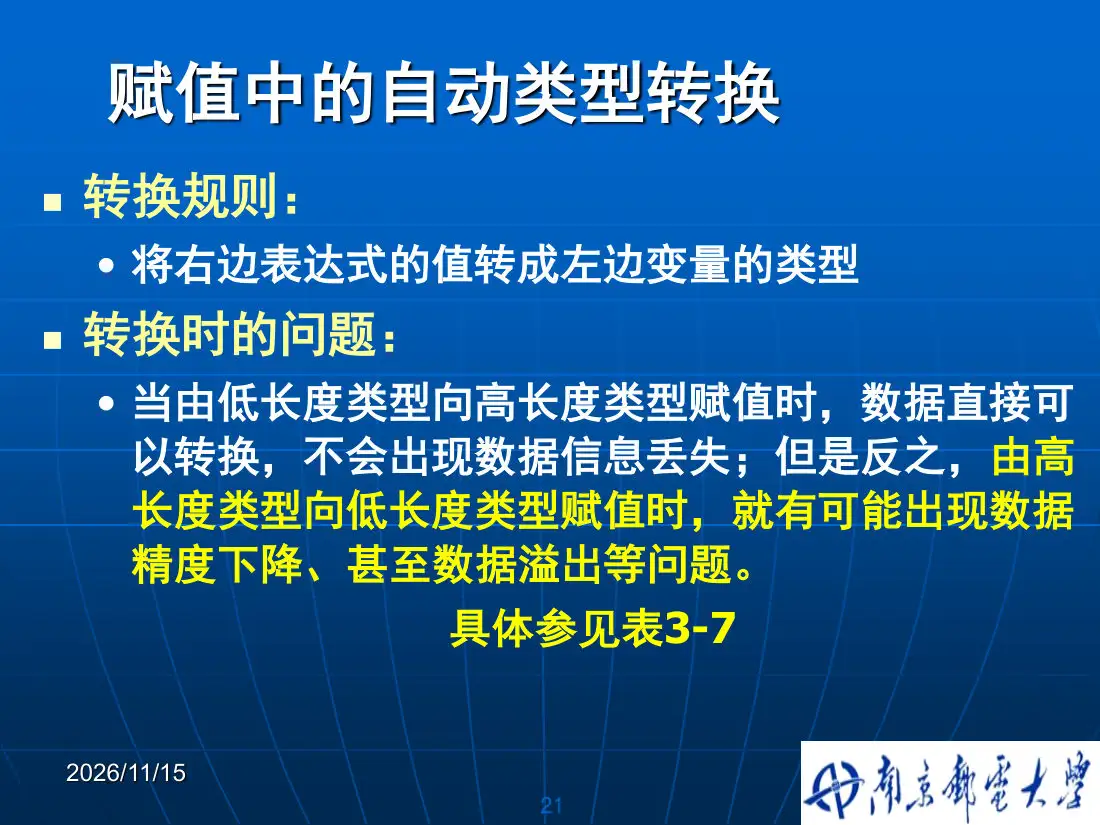 赋值中的自动类型转换
转换规则：
将右边表达式的值转成左边变量的类型
转换时的问题：
当由低长度类型向高长度类型赋值时，数据直接可
以转换，不会出现数据信息丢失；但是反之，由高
长度类型向低长度类型赋值时，就有可能出现数据
精度下降、甚至数据溢出等问题。
具体参见表3-7
2026/11/15
21
南京郵電大學